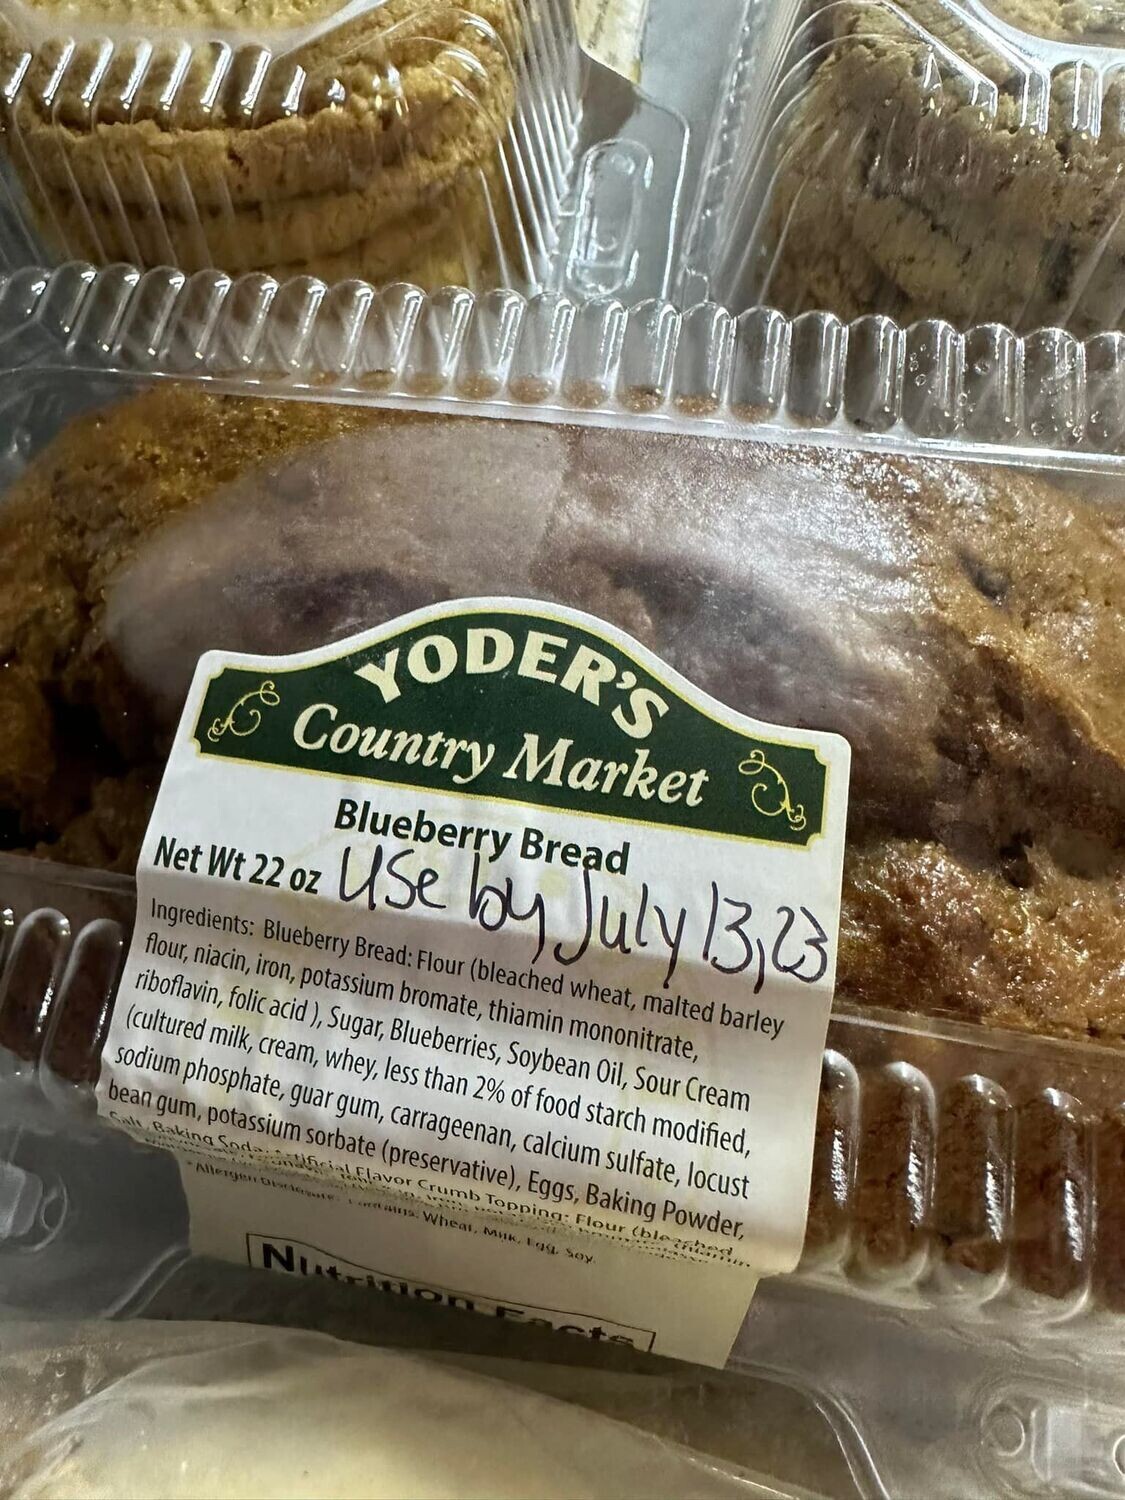 YODER'S
Country Market
Blueberry Bread
Net Wt 22 oz Use by July 13, 23
Ingredients: Blueberry Bread: Flour (bleached wheat, malted barley
flour, niacin, iron, potassium bromate, thiamin mononitrate,
riboflavin, folic acid ), Sugar, Blueberries, Soybean Oil, Sour Cream
(cultured milk, cream, whey, less than 2% of food starch modified,
sodium phosphate, guar gum, carrageenan, calcium sulfate, locust
bean gum, potassium sorbate (preservative), Eggs, Baking Powder,
Salt, Baking Soda, Artificial Flavor Crumb Topping: Flour (bleached
thiamin
*Allergen Disclosure: Contains: Wheat, Milk, Egg, Soy.
Nutrition Facts